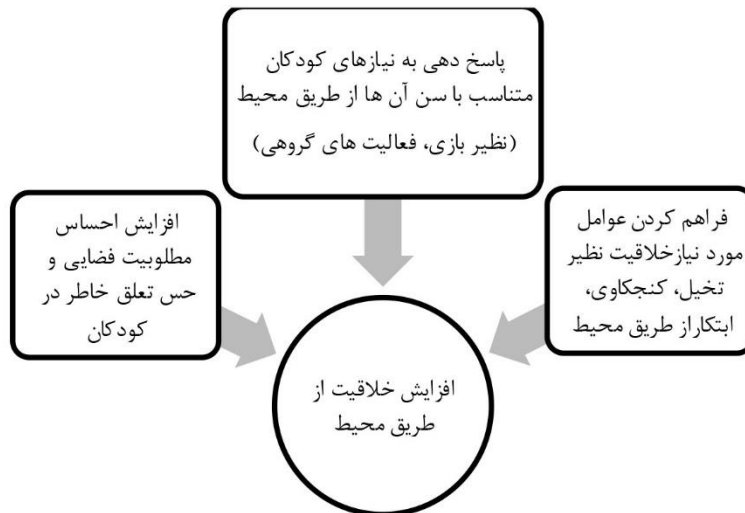 پاسخ دهی به نیازهای کودکان
متناسب با سن آن ها از طریق محیط
(نظیر بازی، فعالیت های گروهی)
فراهم کردن عوامل
مورد نیازخلاقیت نظیر
تخیل، کنجکاوی،
ابتکاراز طریق محیط
افزایش احساس
مطلوبیت فضایی و
حس تعلق خاطر در
کودکان
افزایش خلاقیت از
طریق محیط